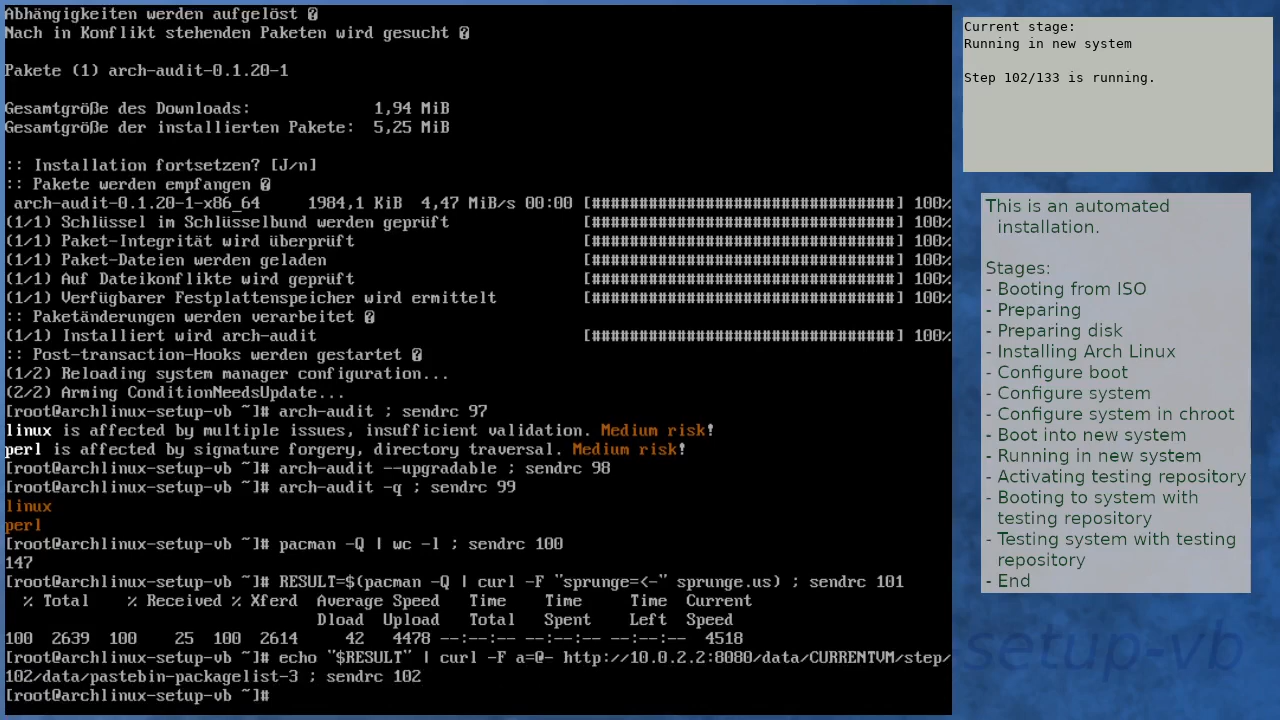 Abhängigkeiten werden aufgelöst �
Nach in Konflikt stehenden Paketen wird gesucht �
Pakete (1) arch-audit-0.1.20-1
Gesamtgröße des Downloads:             1,94 MiB
Gesamtgröße der installierten Pakete:  5,25 MiB
:: Installation fortsetzen? [J/n]
:: Pakete werden empfangen �
 arch-audit-0.1.20-1-x86_64     1984,1 KiB  4,47 MiB/s 00:00 [################################] 100%
(1/1) Schlüssel im Schlüsselbund werden geprüft              [################################] 100%
(1/1) Paket-Integrität wird überprüft                        [################################] 100%
(1/1) Paket-Dateien werden geladen                           [################################] 100%
(1/1) Auf Dateikonflikte wird geprüft                        [################################] 100%
(1/1) Verfügbarer Festplattenspeicher wird ermittelt         [################################] 100%
:: Paketänderungen werden verarbeitet �
(1/1) Installiert wird arch-audit                            [################################] 100%
:: Post-transaction-Hooks werden gestartet �
(1/2) Reloading system manager configuration...
(2/2) Arming ConditionNeedsUpdate...
[root@archlinux-setup-vb ~]# arch-audit ; sendrc 97
linux is affected by multiple issues, insufficient validation. Medium risk!
perl is affected by signature forgery, directory traversal. Medium risk!
[root@archlinux-setup-vb ~]# arch-audit --upgradable ; sendrc 98
[root@archlinux-setup-vb ~]# arch-audit -q ; sendrc 99
linux
perl
[root@archlinux-setup-vb ~]# pacman -Q | wc -l ; sendrc 100
147
[root@archlinux-setup-vb ~]# RESULT=$(pacman -Q | curl -F "sprunge=<-" sprunge.us) ; sendrc 101
  % Total    % Received % Xferd  Average Speed   Time    Time     Time  Current
                                 Dload  Upload   Total   Spent    Left  Speed
100  2639  100    25  100  2614     42   4478 --:--:-- --:--:-- --:--:--  4518
[root@archlinux-setup-vb ~]# echo "$RESULT" | curl -F a=@- http://10.0.2.2:8080/data/CURRENTVM/step/
102/data/pastebin-packagelist-3 ; sendrc 102
[root@archlinux-setup-vb ~]#
Current stage:
Running in new system
Step 102/133 is running.
This is an automated
installation.
Stages:
- Booting from ISO
- Preparing
- Preparing disk
- Installing Arch Linux
- Configure boot
- Configure system
- Configure system in chroot
- Boot into new system
- Running in new system
- Activating testing repository
- Booting to system with
testing repository
- Testing system with testing
repository
- End
setup-vb